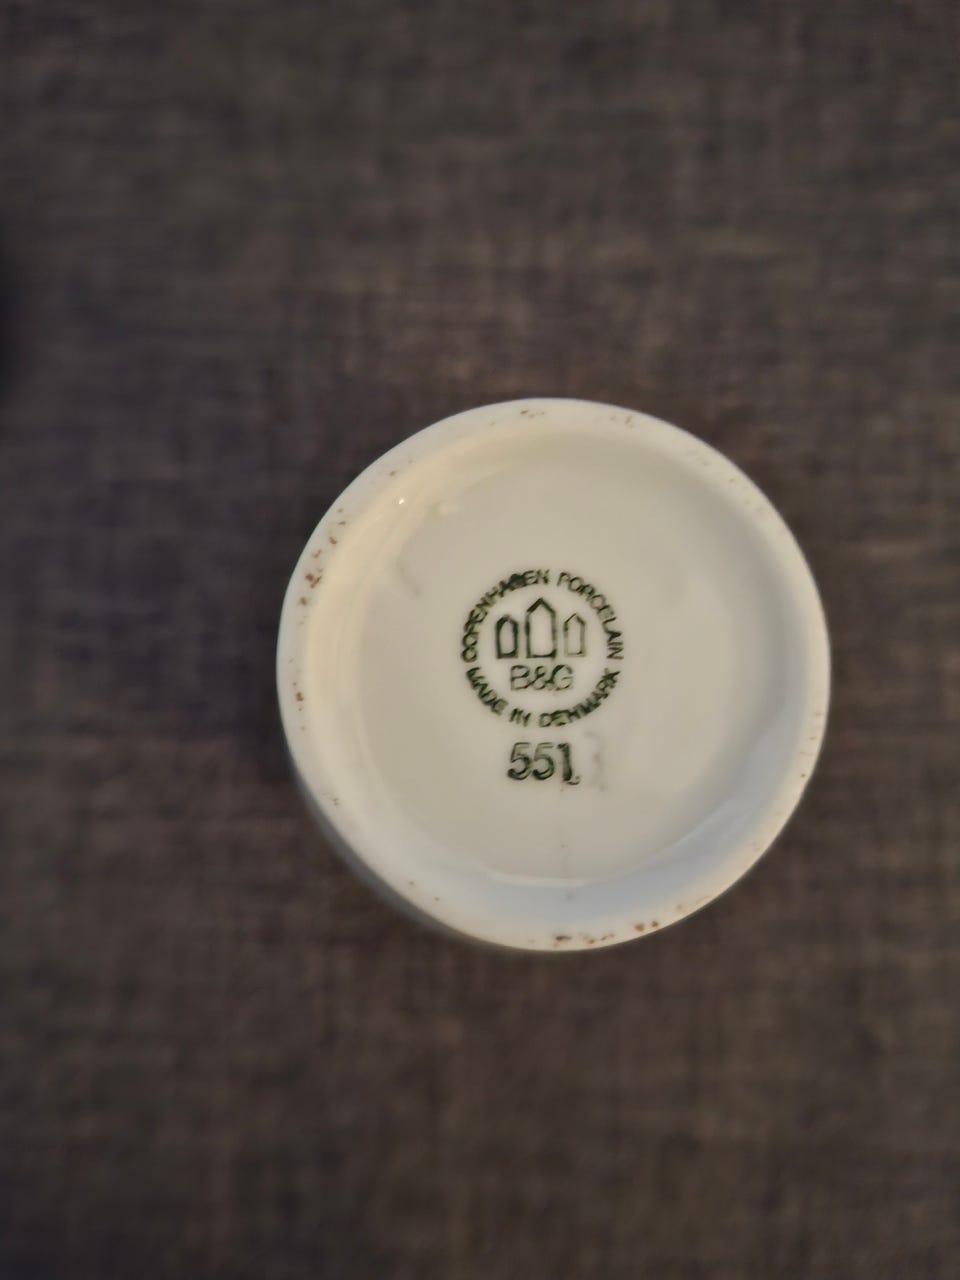 COPENHAGEN PORCELAIN
B&G
MADE IN DENMARK
551